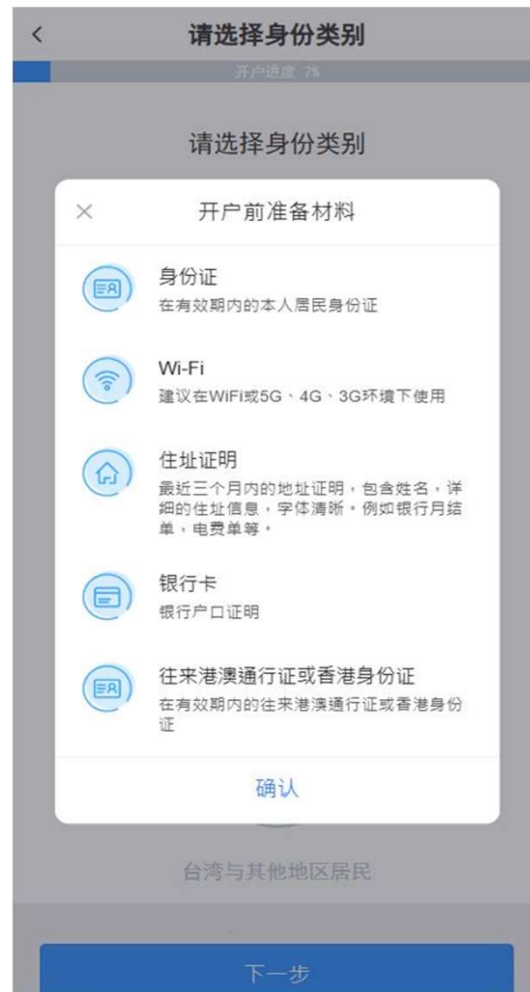 请选择身份类别
开户进度 7%
请选择身份类别
开户前准备材料
身份证
在有效期内的本人居民身份证
Wi-Fi
建议在WiFi或5G、4G、3G环境下使用
住址证明
最近三个月内的地址证明，包含姓名，详
细的住址信息，字体清晰。例如银行月结
单，电费单等。
银行卡
银行户口证明
往来港澳通行证或香港身份证
在有效期内的往来港澳通行证或香港身份
证
确认
台湾与其他地区居民
下一步